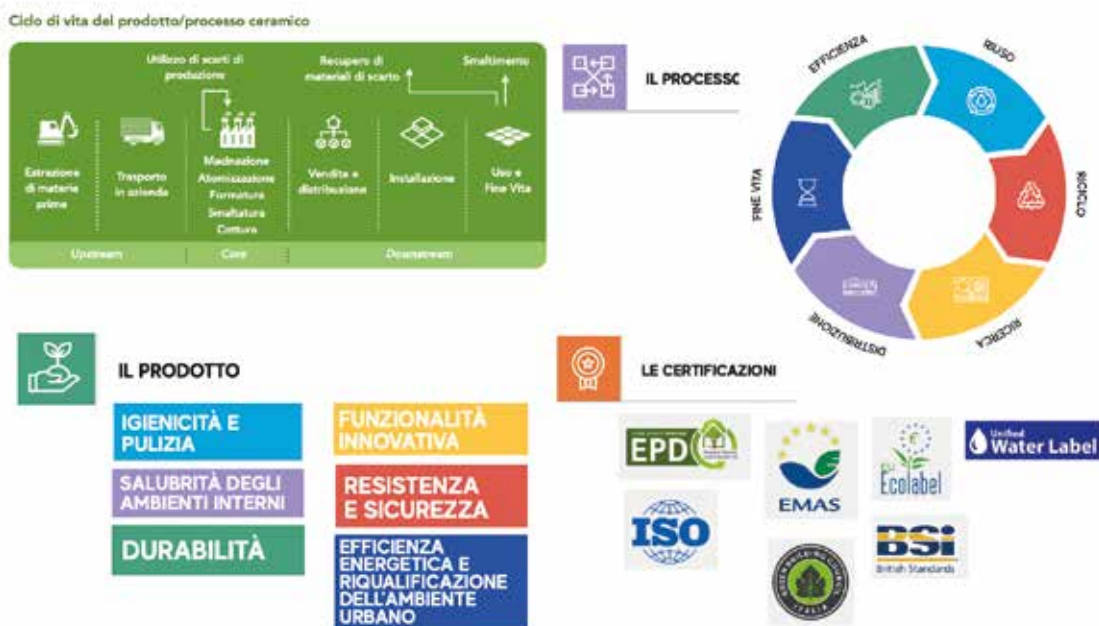 Ciclo di vita del prodotto/processo ceramico
Utilizzo di scarti di
produzione
Recupero di
materiali di scarto
Smaltimento
Estrazione
di materie
prime
Trasporto
in azienda
Macinazione
Atomizzazione
Formatura
Smaltatura
Cottura
Vendita e
distribuzione
Installazione
Uso e
Fine Vita
Upstream
Core
Downstream
IL PROCESSO
EFFICIENZA
RIUSO
RICICLO
RICERCA
DISTRIBUZIONE
FINE VITA
IL PRODOTTO
IGIENICITÀ E
PULIZIA
FUNZIONALITÀ
INNOVATIVA
SALUBRITÀ DEGLI
AMBIENTI INTERNI
RESISTENZA
E SICUREZZA
DURABILITÀ
EFFICIENZA
ENERGETICA E
RIQUALIFICAZIONE
DELL'AMBIENTE
URBANO
LE CERTIFICAZIONI
EPD
EMAS
Ecolabel
Unified
Water Label
ISO
GREEN BUILDING COUNCIL
ITALIA
BSi
British Standards